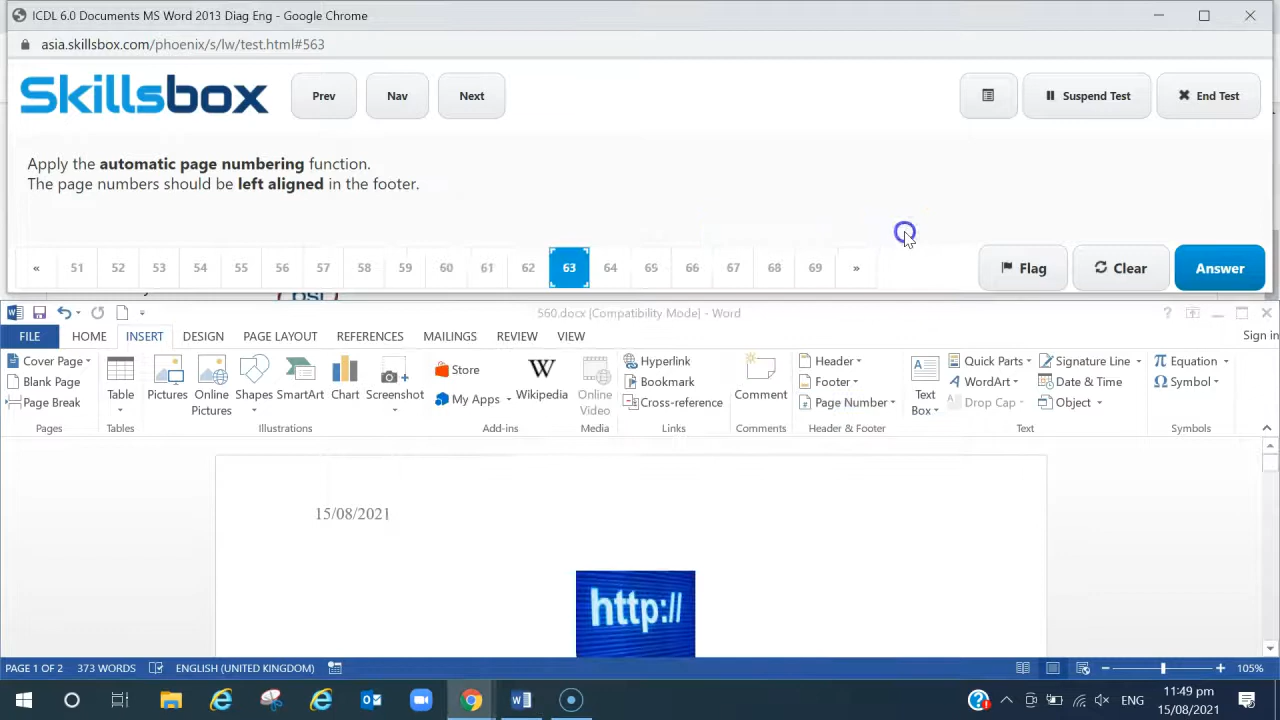 ICDL 6.0 Documents MS Word 2013 Diag Eng - Google Chrome
asia.skillsbox.com/phoenix/s/lw/test.html#563
Skillsbox
Prev
Nav
Next
Suspend Test
End Test
Apply the automatic page numbering function.
The page numbers should be left aligned in the footer.
« 51 52 53 54 55 56 57 58 59 60 61 62 63 64 65 66 67 68 69 »
Flag
Clear
Answer
560.docx [Compatibility Mode] - Word
FILE HOME INSERT DESIGN PAGE LAYOUT REFERENCES MAILINGS REVIEW VIEW
Sign in
Cover Page
Blank Page
Page Break
Pages
Table
Tables
Pictures
Online Pictures
Shapes
SmartArt
Chart
Screenshot
Illustrations
Store
My Apps
Wikipedia
Add-ins
Online Video
Media
Hyperlink
Bookmark
Cross-reference
Links
Comment
Comments
Header
Footer
Page Number
Header & Footer
Text Box
Quick Parts
WordArt
Drop Cap
Signature Line
Date & Time
Object
Text
Equation
Symbol
Symbols
15/08/2021
http://
PAGE 1 OF 2 373 WORDS ENGLISH (UNITED KINGDOM)
105%
ENG
11:49 pm
15/08/2021